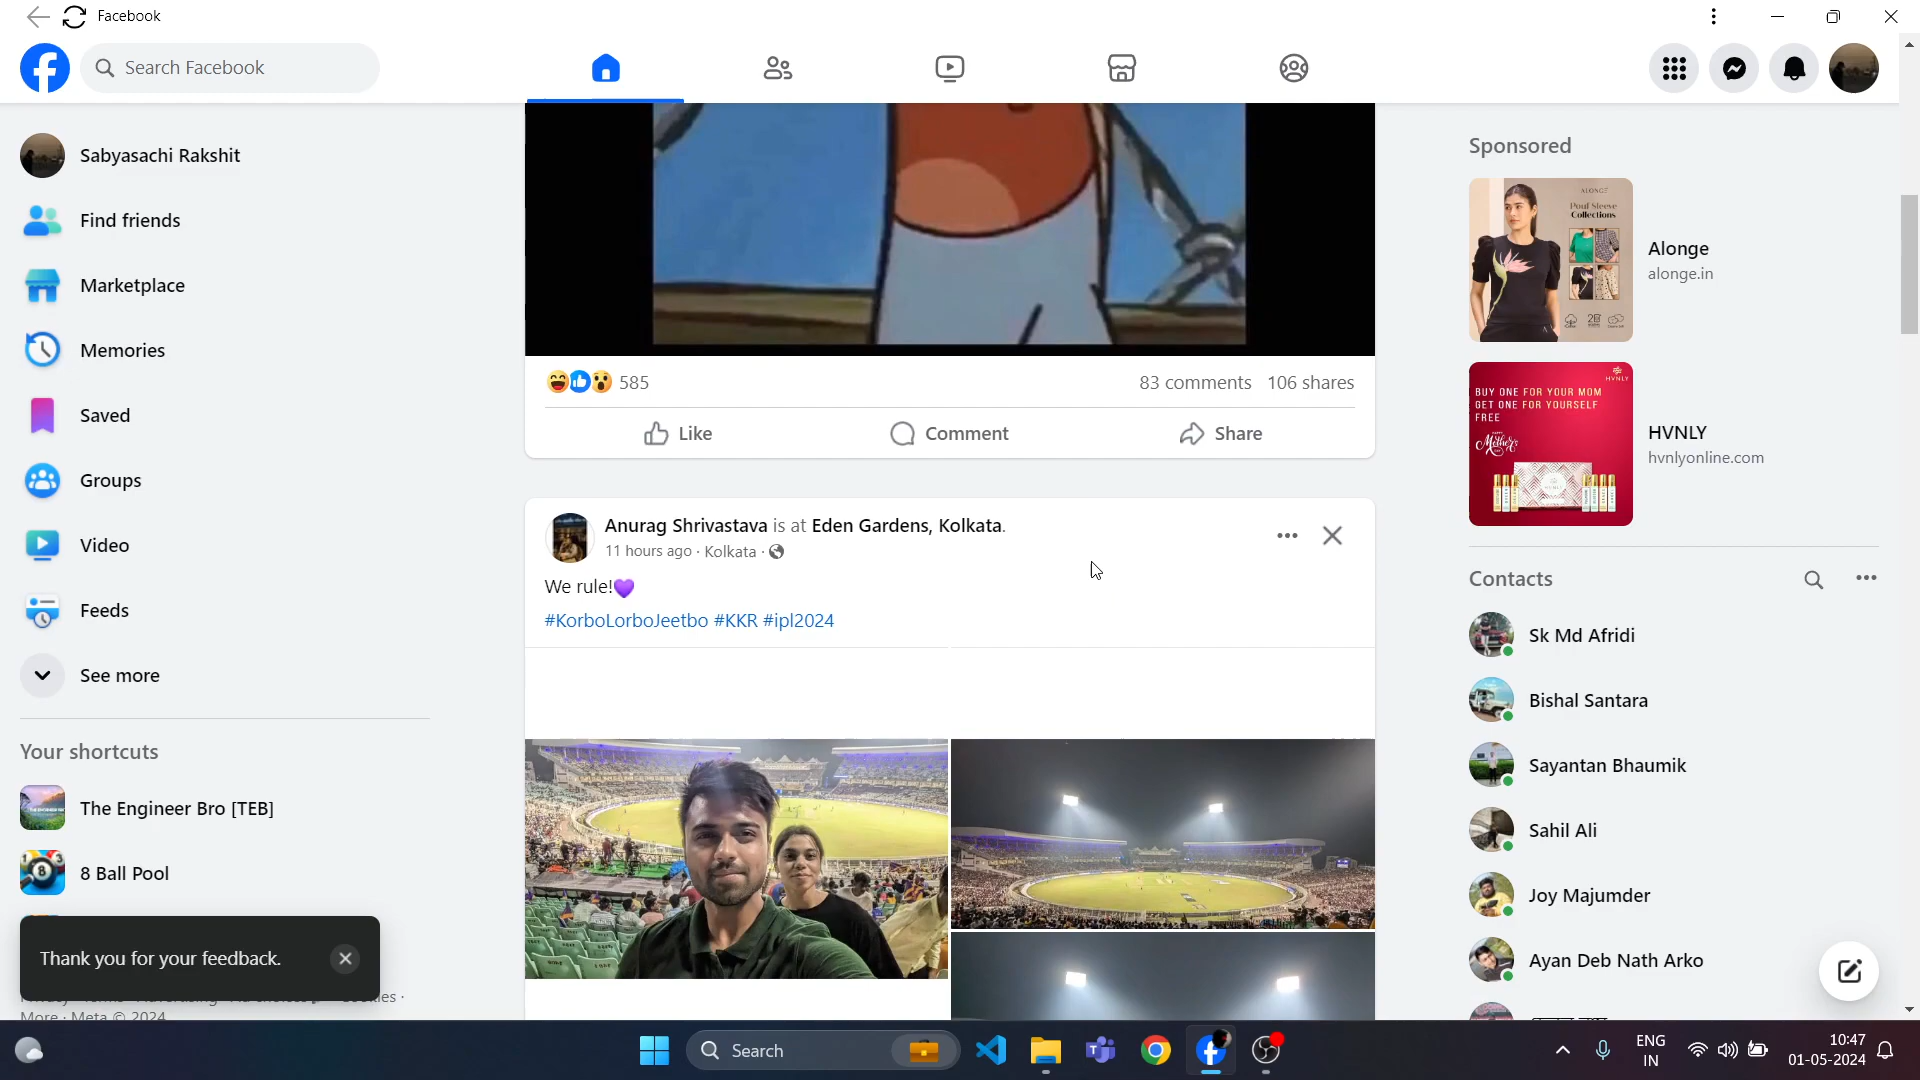 Facebook
Search Facebook
Sabyasachi Rakshit
Find friends
Marketplace
Memories
Saved
Groups
Video
Feeds
See more
Your shortcuts
The Engineer Bro [TEB]
8 Ball Pool
Thank you for your feedback.
More · Meta © 2024
585
83 comments 106 shares
Like
Comment
Share
Anurag Shrivastava is at Eden Gardens, Kolkata.
11 hours ago · Kolkata ·
We rule!💜
#KorboLorboJeetbo #KKR #ipl2024
Sponsored
ALONGE
Pouf Sleeve
Collections
Alonge
alonge.in
HVNLY
BUY ONE FOR YOUR MOM
GET ONE FOR YOURSELF
FREE
HAPPY
Mother's
DAY
HVNLY
hvnlyonline.com
Contacts
Sk Md Afridi
Bishal Santara
Sayantan Bhaumik
Sahil Ali
Joy Majumder
Ayan Deb Nath Arko
Search
ENG
IN
10:47
01-05-2024